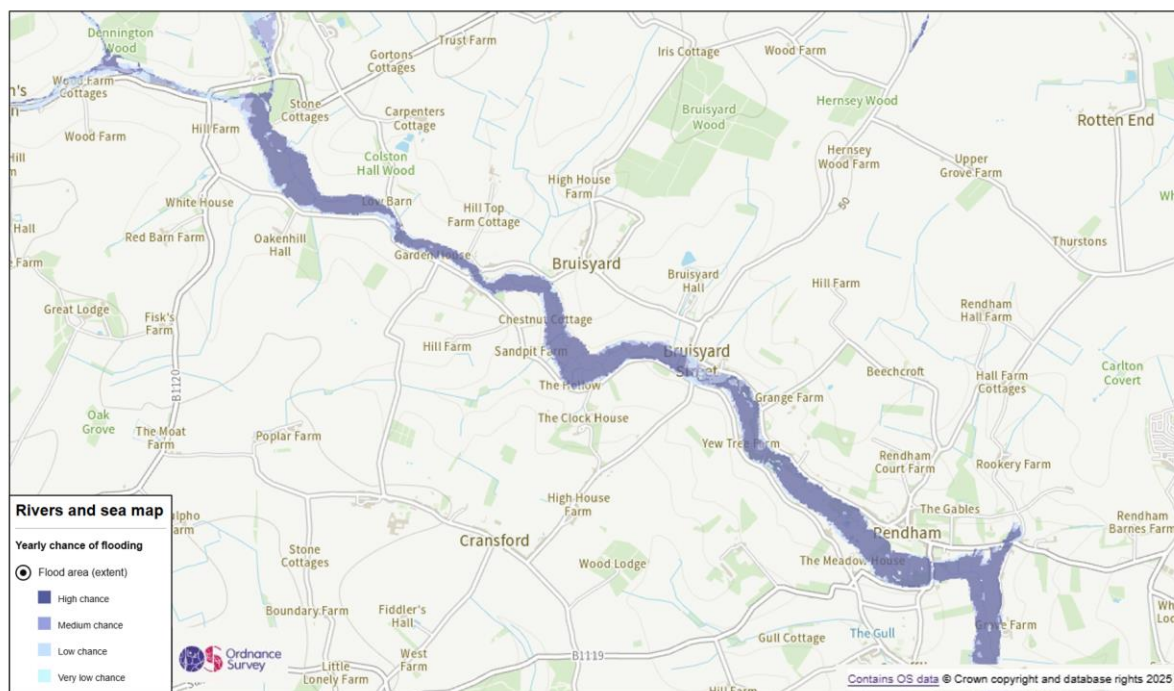 Dennington
Wood
Trust Farm
Gortons
Cottages
Iris Cottage
Wood Farm
Wood Farm
Cottages
Stone
Cottages
Carpenters
Cottage
Bruisyard
Wood
Hernsey Wood
Rotten End
Wood Farm
Hill Farm
Hernsey
Wood Farm
Colston
Hall Wood
Upper
Grove Farm
High House
Farm
White House
Low Barn
50
Hill Top
Farm Cottage
Hall
Red Barn Farm
Oakenhill
Hall
Thurstons
Garden House
Bruisyard
Bruisyard
Hall
Hill Farm
Great Lodge
Fisk's
Farm
Rendham
Hall Farm
Chestnut Cottage
Hill Farm
Sandpit Farm
Bruisyard
Street
B1120
The Hollow
Beechcroft
Hall Farm
Cottages
Carlton
Covert
Grange Farm
Oak
Grove
The Clock House
The Moat
Farm
Poplar Farm
Yew Tree Farm
Rendham
Court Farm
Rookery Farm
High House
Farm
The Gables
Rendham
Barnes Farm
Cransford
Rendham
Stone
Cottages
Wood Lodge
The Meadow House
Boundary Farm
Fiddler's
Hall
Grove Farm
Gull Cottage
The Gull
West
Farm
B1119
Little
Lonely Farm
Hill Farm
Rivers and sea map
Yearly chance of flooding
Flood area (extent)
High chance
Medium chance
Low chance
Very low chance
Ordnance
Survey
Contains OS data © Crown copyright and database rights 2025